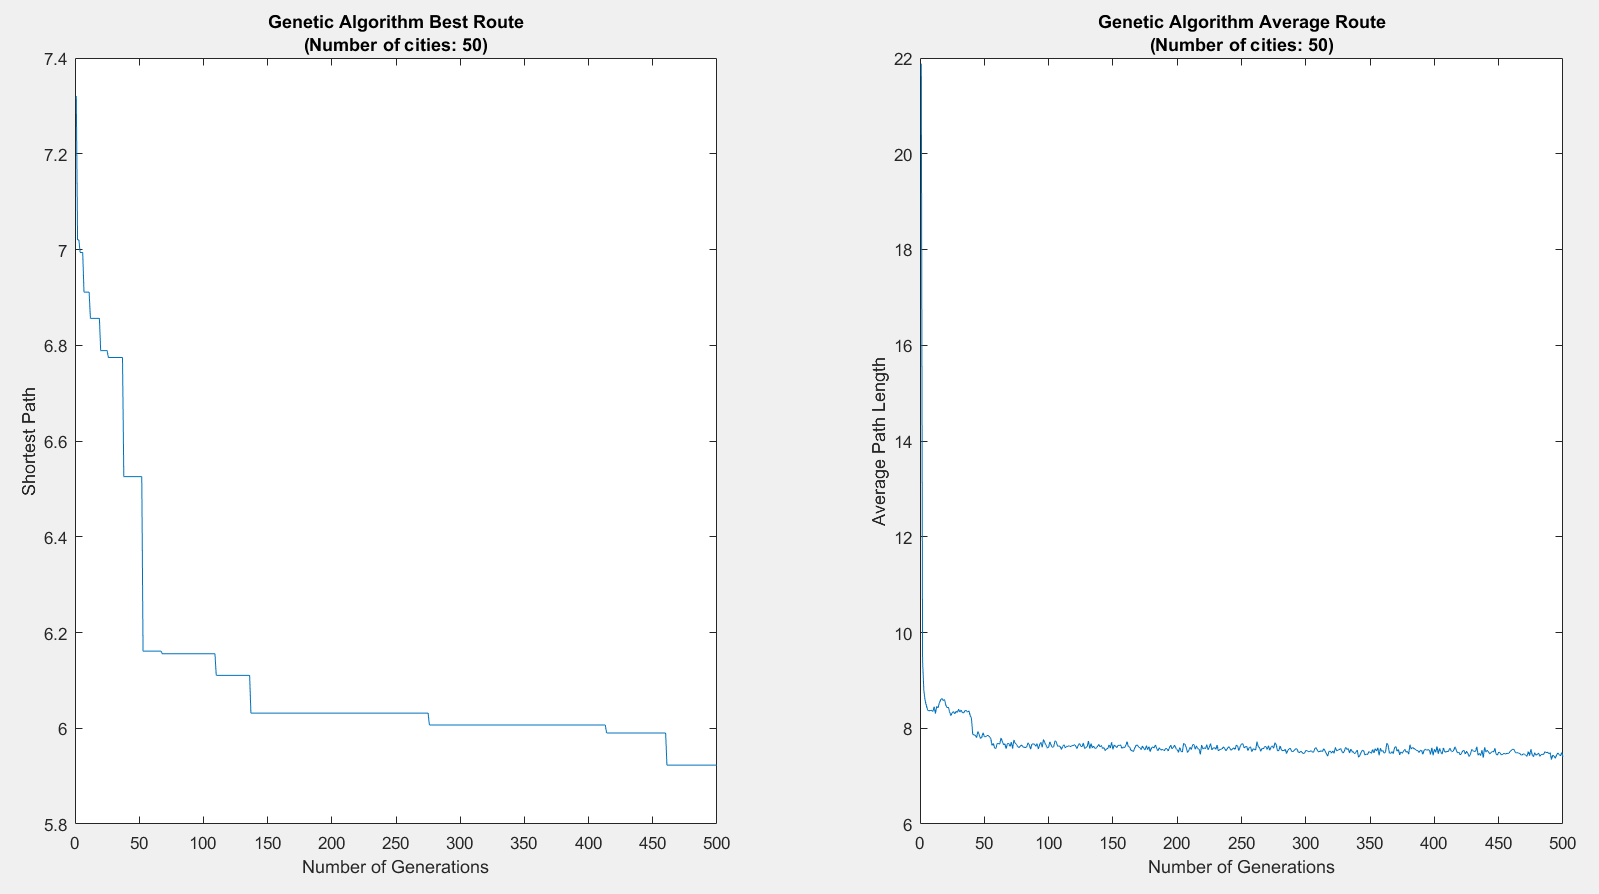 Genetic Algorithm Best Route
(Number of cities: 50)
7.4
7.2
7
6.8
6.6
6.4
6.2
6
5.8
Shortest Path
0 50 100 150 200 250 300 350 400 450 500
Number of Generations
Genetic Algorithm Average Route
(Number of cities: 50)
22
20
18
16
14
12
10
8
6
Average Path Length
0 50 100 150 200 250 300 350 400 450 500
Number of Generations